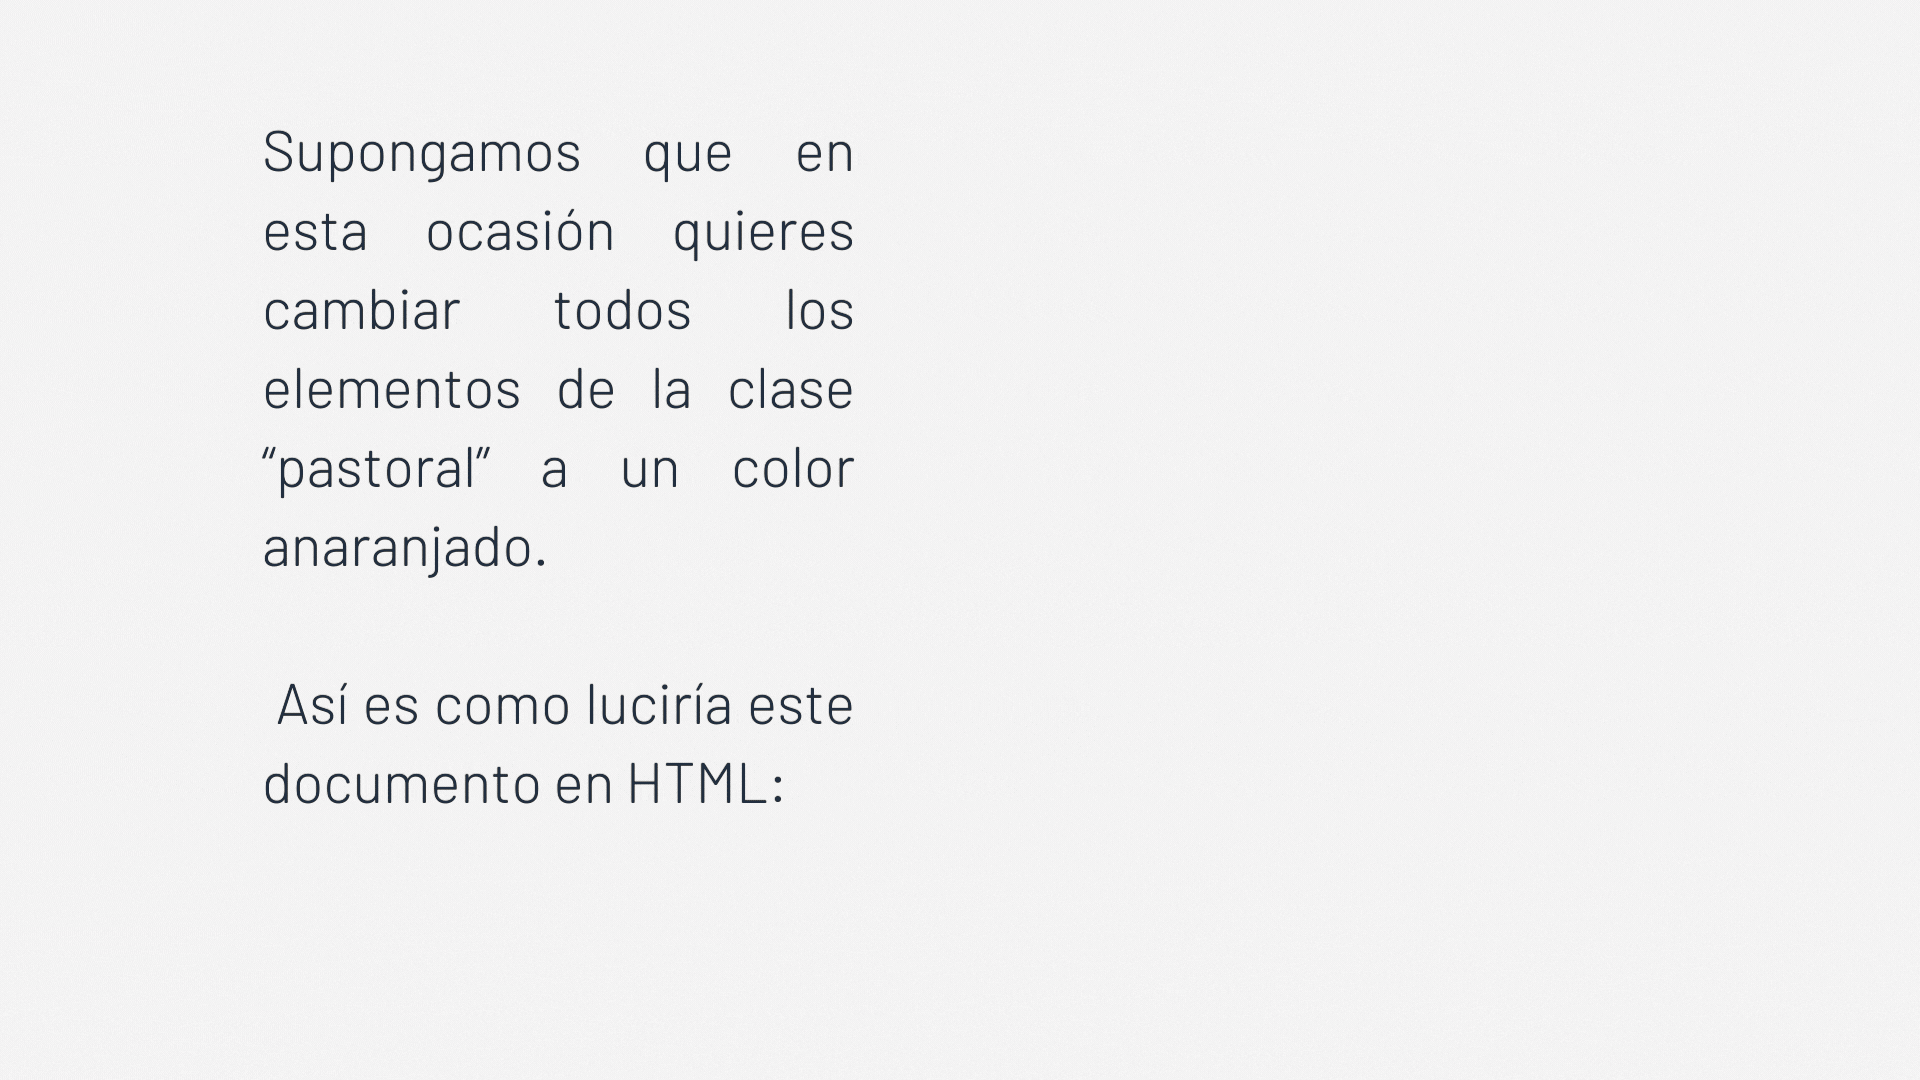 Supongamos que en
esta ocasión quieres
cambiar todos los
elementos de la clase
“pastoral” a un color
anaranjado.
Así es como luciría este
documento en HTML: